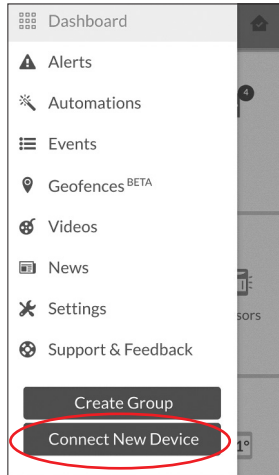 Dashboard
Alerts
4
Automations
Events
Geofences BETA
Videos
News
Settings
sors
Support & Feedback
Create Group
Connect New Device
1°